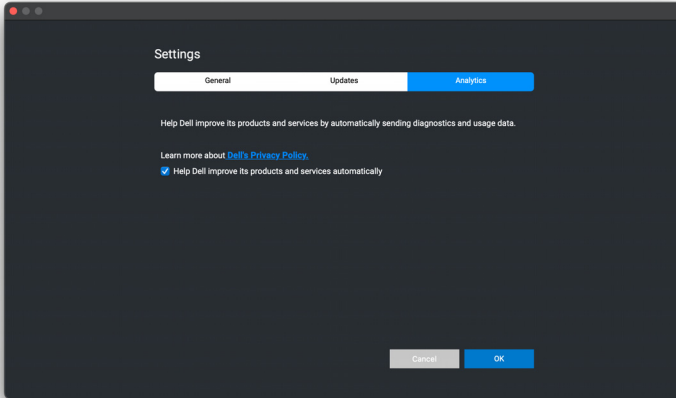 Settings
General Updates Analytics
Help Dell improve its products and services by automatically sending diagnostics and usage data.
Learn more about Dell's Privacy Policy.
Help Dell improve its products and services automatically
Cancel OK